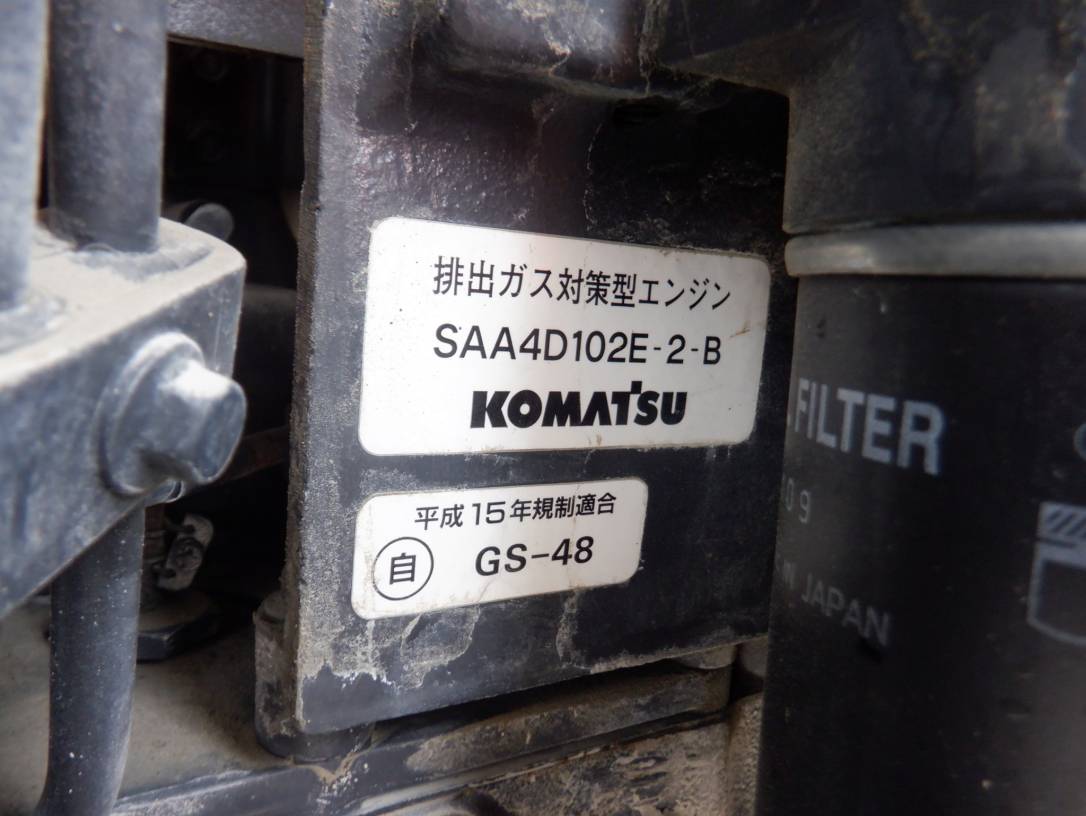 排出ガス対策型エンジン
SAA4D102E-2-B
KOMATSU
平成15年規制適合
自 GS-48
FILTER
JAPAN